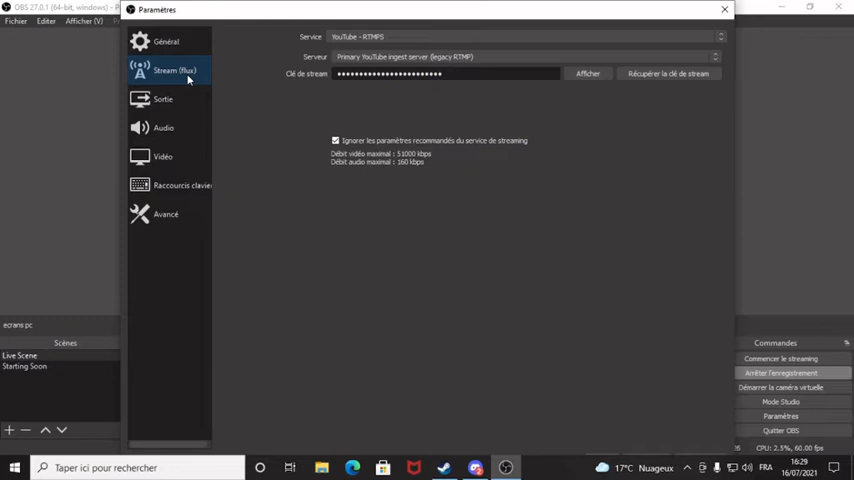 OBS 27.0.1 (64-bit, windows)
Paramètres
Fichier Editer Afficher (V)
Général
Stream (flux)
Sortie
Audio
Vidéo
Raccourcis clavier
Avancé
Service YouTube - RTMPS
Serveur Primary YouTube ingest server (legacy RTMP)
Clé de stream Afficher Récupérer la clé de stream
Ignorer les paramètres recommandés du service de streaming
Débit vidéo maximal : 51000 kbps
Débit audio maximal : 160 kbps
ecrans pc
Scènes
Live Scene
Starting Soon
Commandes
Commencer le streaming
Arrêter l'enregistrement
Démarrer la caméra virtuelle
Mode Studio
Paramètres
Quitter OBS
CPU: 2.5%, 60.00 fps
Taper ici pour rechercher
17°C Nuageux
FRA
16:29
16/07/2021